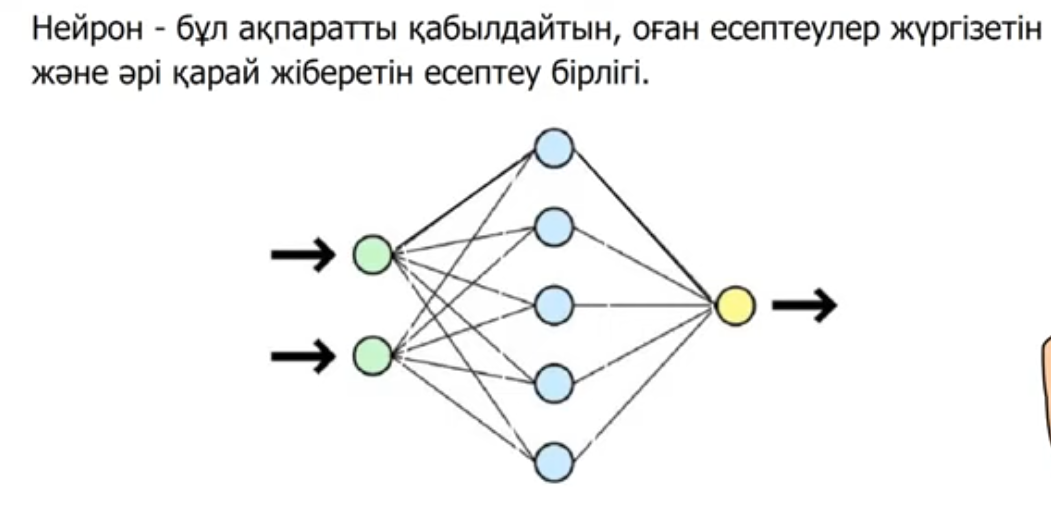 Нейрон - бұл ақпаратты қабылдайтын, оған есептеулер жүргізетін
және әрі қарай жіберетін есептеу бірлігі.